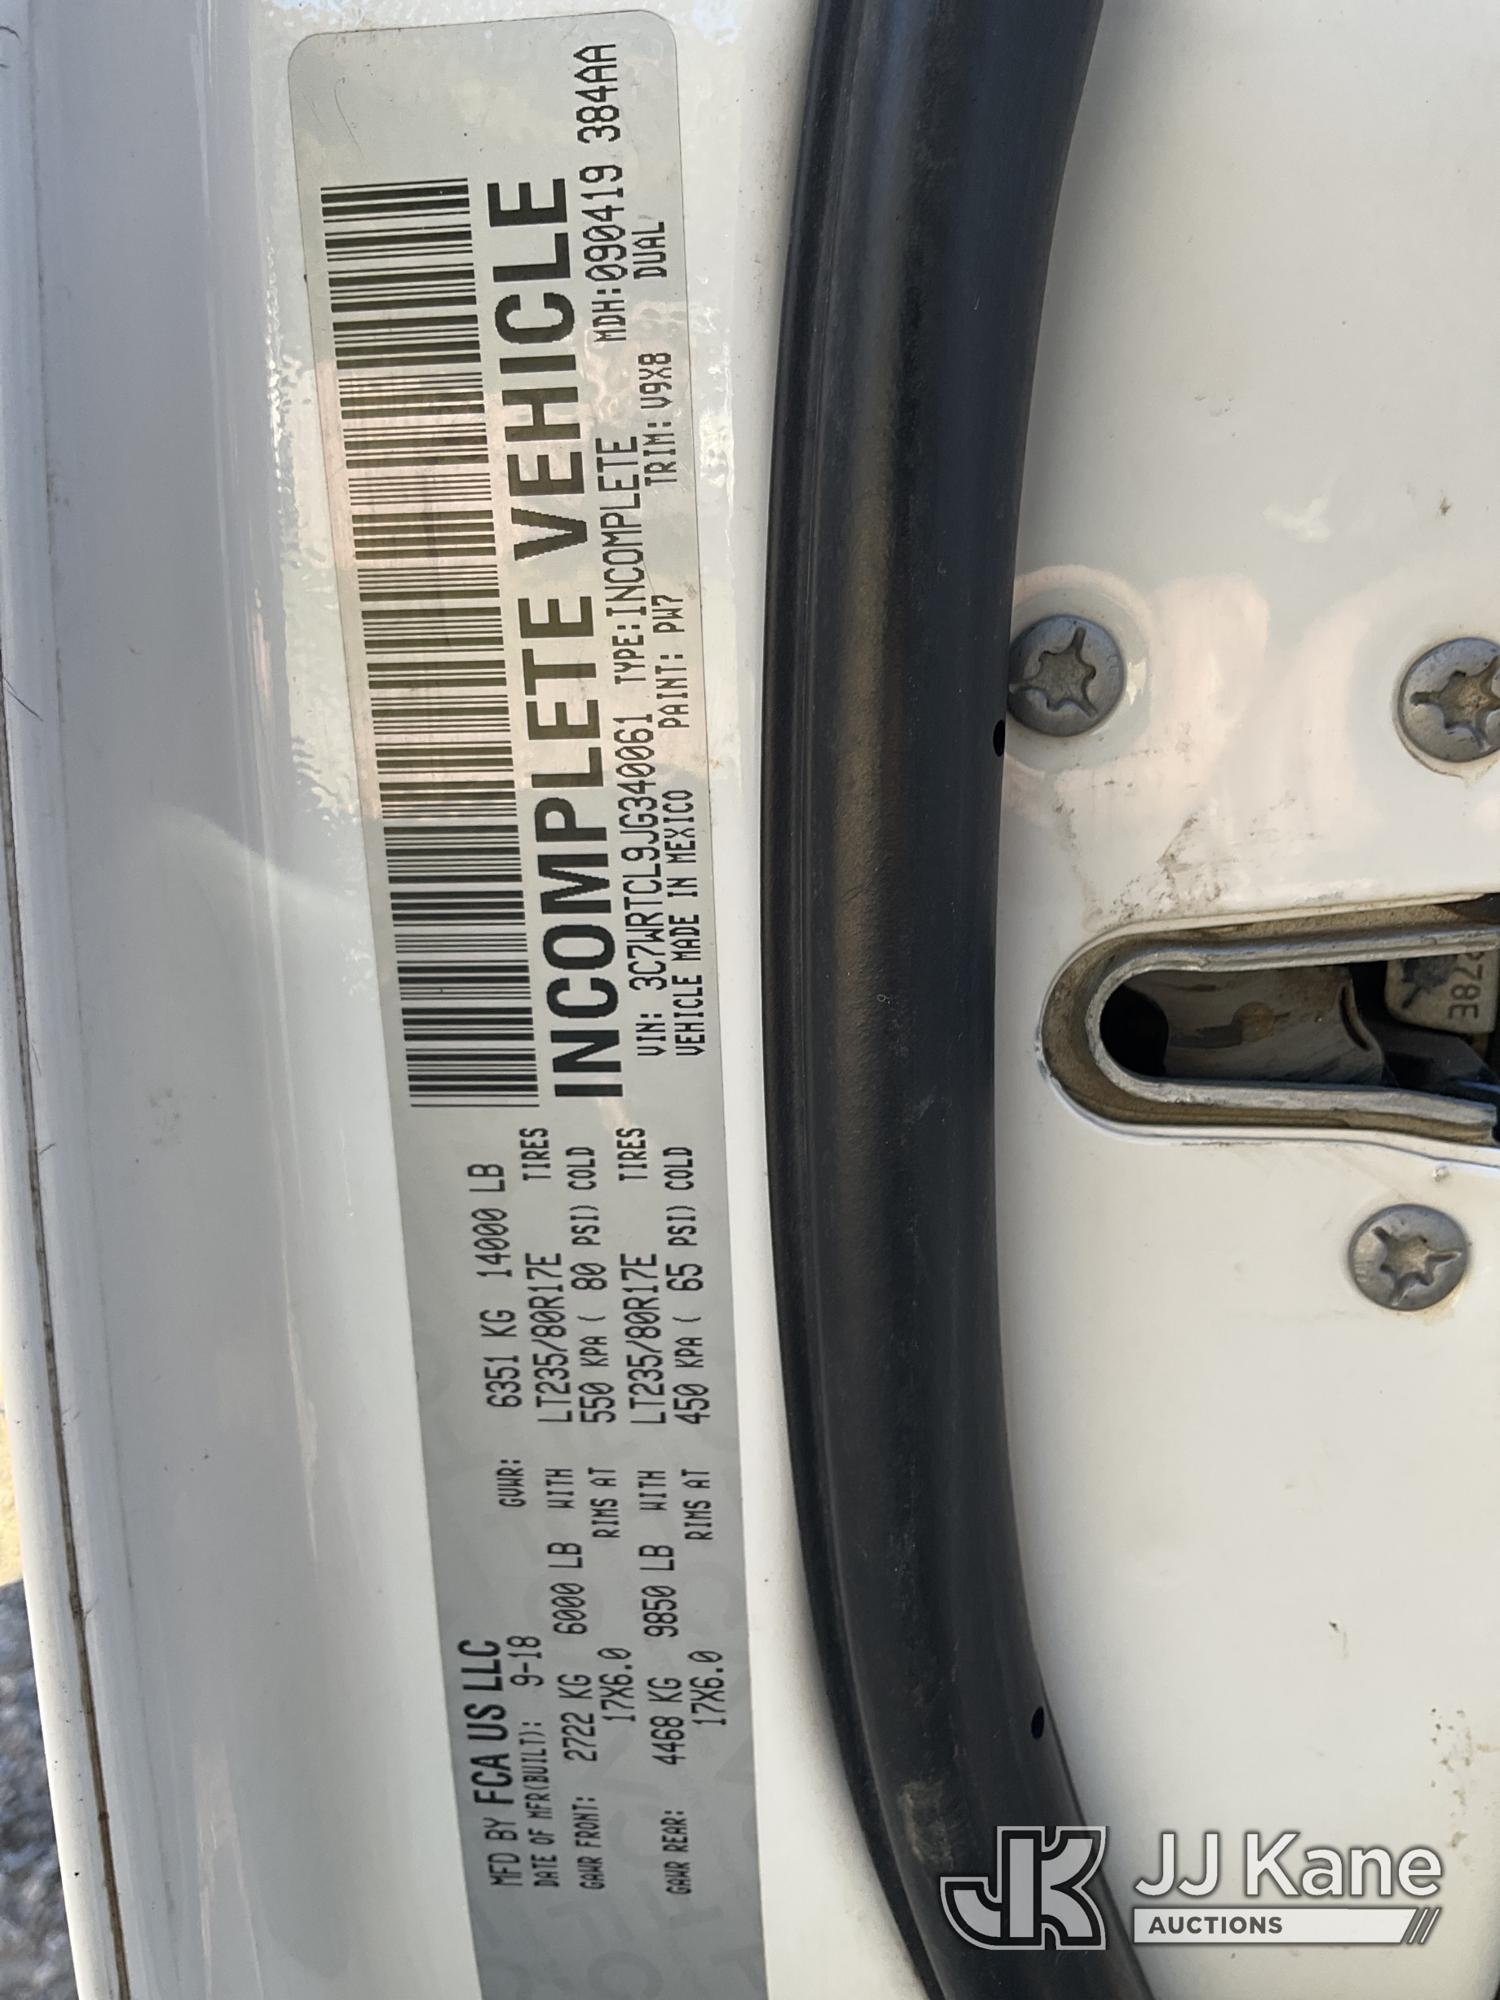 MFD BY FCA US LLC
DATE OF MFR(BUILT): 9-18 GVWR: 6351 KG 14000 LB
GAWR FRONT: 2722 KG 6000 LB WITH LT235/80R17E TIRES
17X6.0 RIMS AT 550 KPA ( 80 PSI) COLD
GAWR REAR: 4468 KG 9850 LB WITH LT235/80R17E TIRES
17X6.0 RIMS AT 450 KPA ( 65 PSI) COLD
INCOMPLETE VEHICLE
VIN: 3C7WRTCL9JG340061 TYPE:INCOMPLETE MDH:090419 384AA
VEHICLE MADE IN MEXICO PAINT: PW7 TRIM: V9X8 DUAL
278E
JK JJ Kane
AUCTIONS